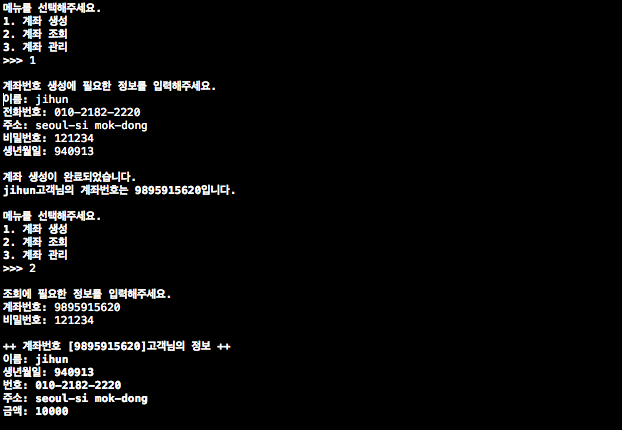 메뉴를 선택해주세요.
1. 계좌 생성
2. 계좌 조회
3. 계좌 관리
>>> 1
계좌번호 생성에 필요한 정보를 입력해주세요.
이름: jihun
전화번호: 010-2182-2220
주소: seoul-si mok-dong
비밀번호: 121234
생년월일: 940913
계좌 생성이 완료되었습니다.
jihun고객님의 계좌번호는 9895915620입니다.
메뉴를 선택해주세요.
1. 계좌 생성
2. 계좌 조회
3. 계좌 관리
>>> 2
조회에 필요한 정보를 입력해주세요.
계좌번호: 9895915620
비밀번호: 121234
++ 계좌번호 [9895915620]고객님의 정보 ++
이름: jihun
생년월일: 940913
번호: 010-2182-2220
주소: seoul-si mok-dong
금액: 10000